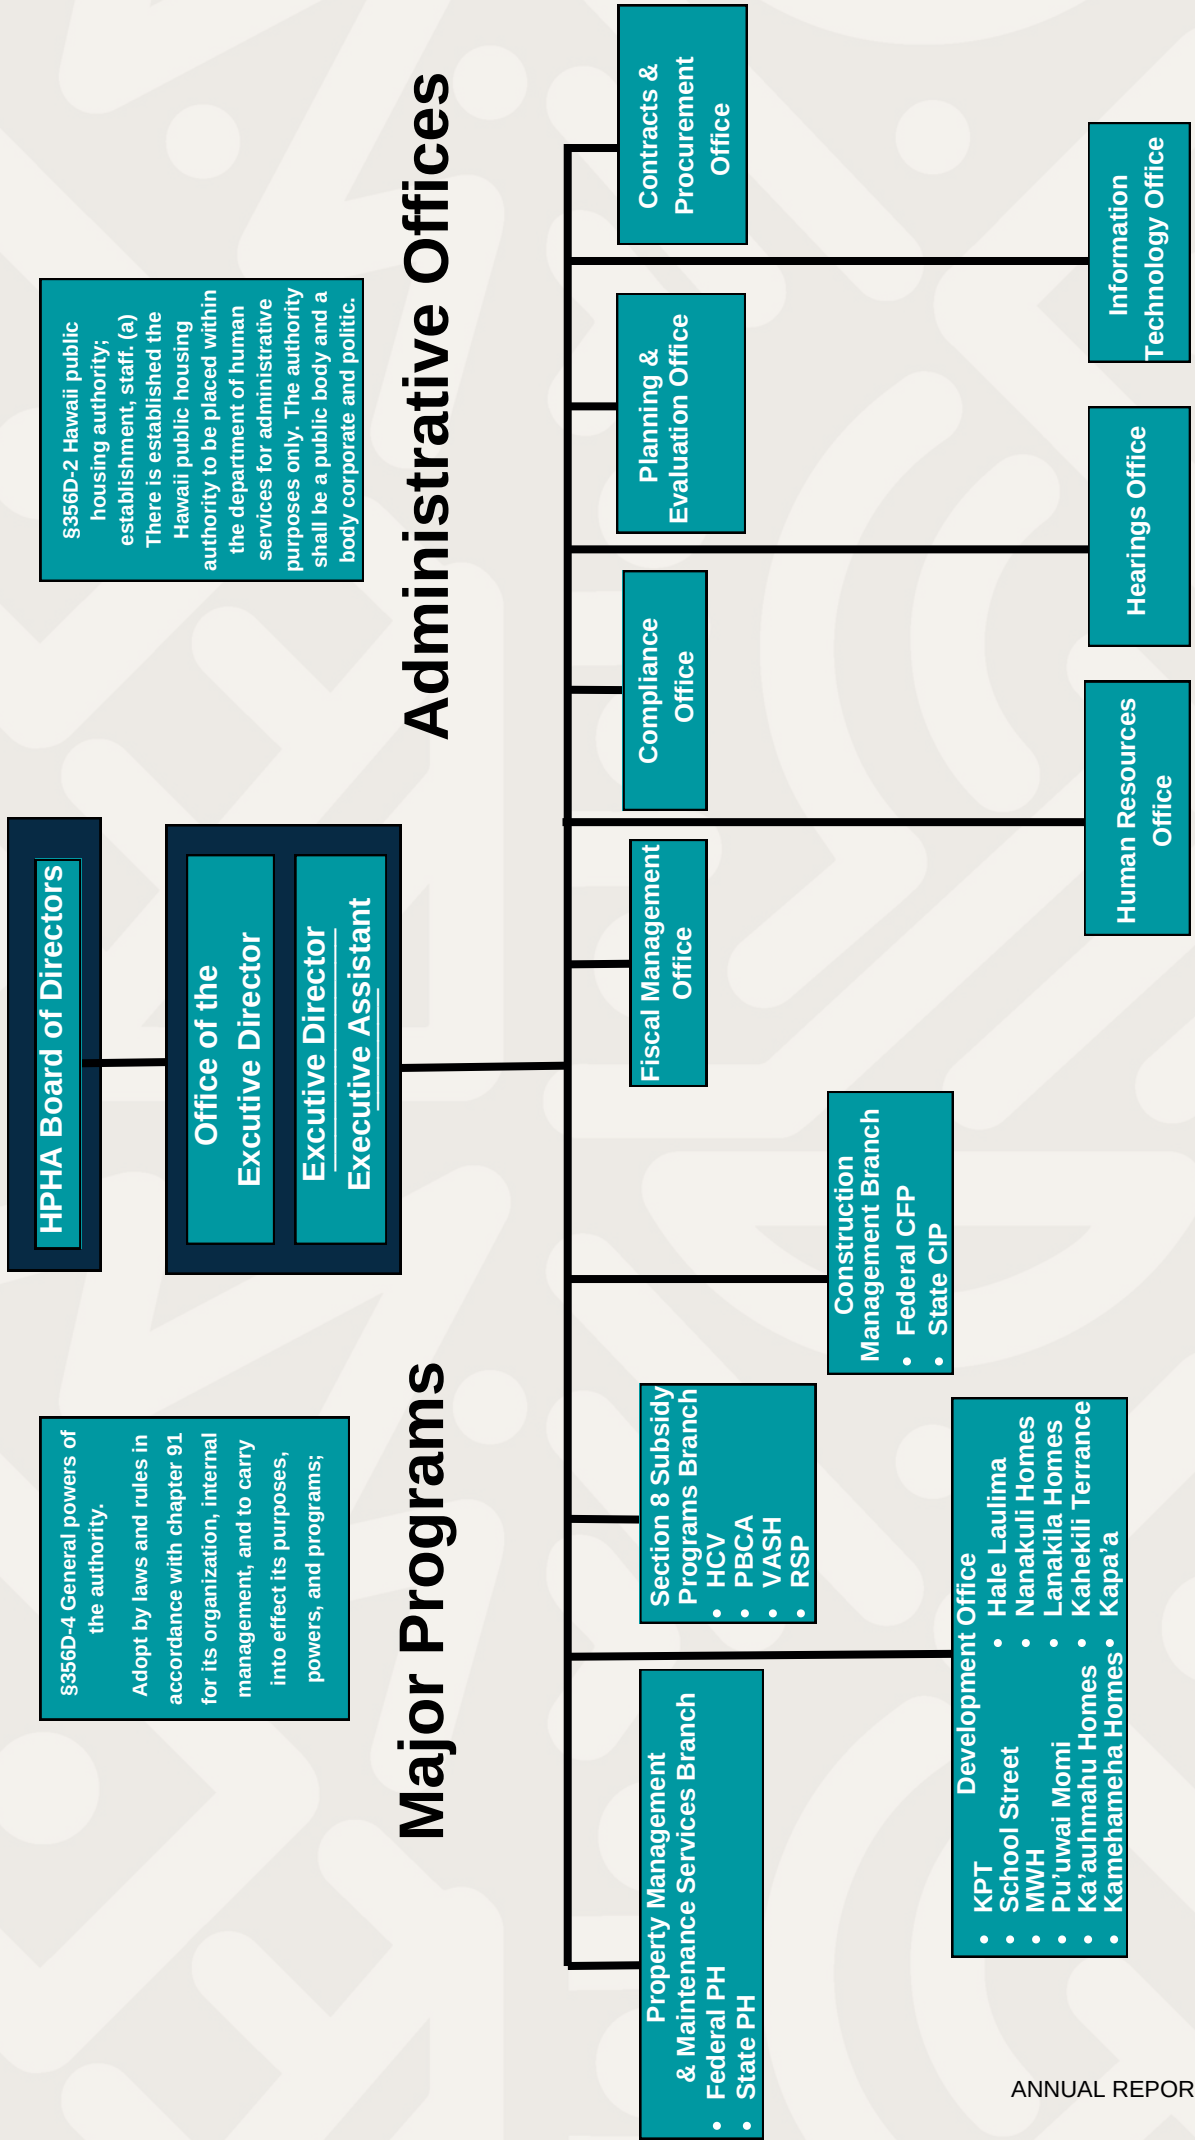 HPHA Board of Directors
Office of the
Excutive Director
Excutive Director
Executive Assistant
§356D-4 General powers of
the authority.
Adopt by laws and rules in
accordance with chapter 91
for its organization, internal
management, and to carry
into effect its purposes,
powers, and programs;
§356D-2 Hawaii public
housing authority;
establishment, staff. (a)
There is established the
Hawaii public housing
authority to be placed within
the department of human
services for administrative
purposes only. The authority
shall be a public body and a
body corporate and politic.
Major Programs
Administrative Offices
Property Management
& Maintenance Services Branch
• Federal PH
• State PH
Section 8 Subsidy
Programs Branch
• HCV
• PBCA
• VASH
• RSP
Construction
Management Branch
• Federal CFP
• State CIP
Development Office
• KPT
• School Street
• MWH
• Pu’uwai Momi
• Ka’auhmahu Homes
• Kamehameha Homes
• Hale Laulima
• Nanakuli Homes
• Lanakila Homes
• Kahekili Terrance
• Kapa’a
Fiscal Management
Office
Compliance
Office
Planning &
Evaluation Office
Contracts &
Procurement
Office
Human Resources
Office
Hearings Office
Information
Technology Office
ANNUAL REPOR